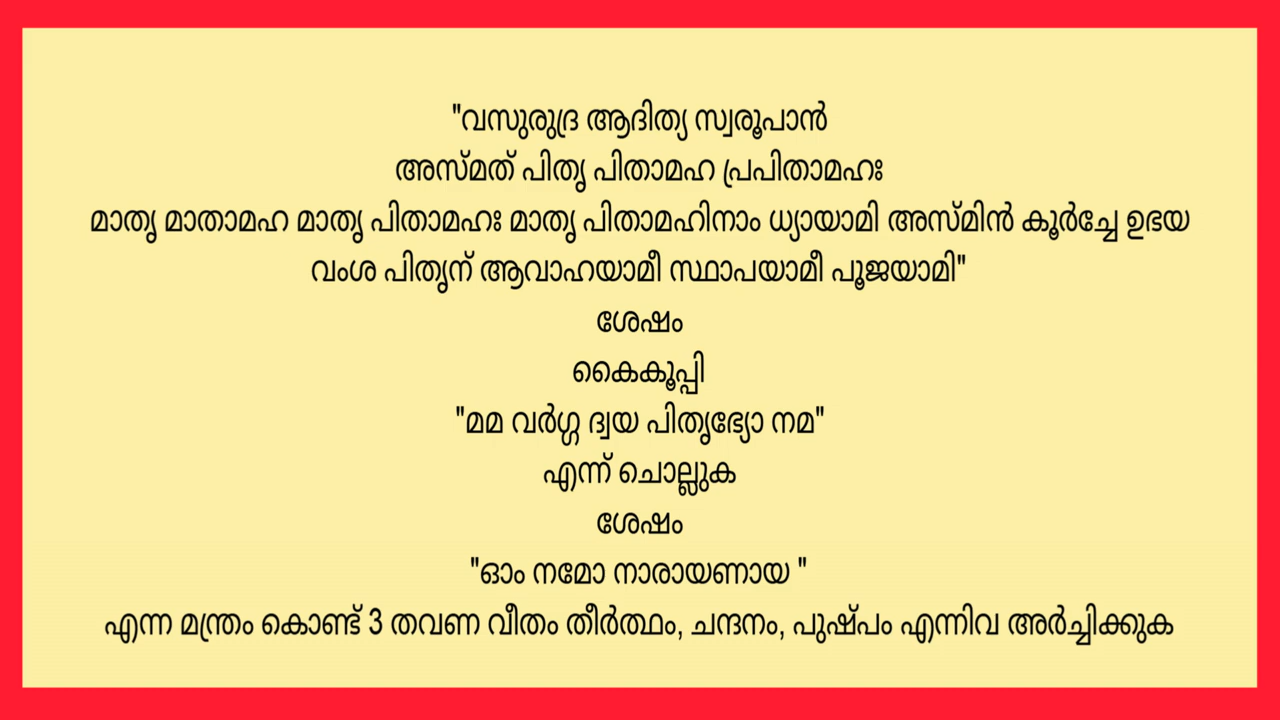 "വസുരുദ്ര ആദിത്യ സ്വരൂപാൻ
അസ്മത് പിതൃ പിതാമഹ പ്രപിതാമഹഃ
മാതൃ മാതാമഹ മാതൃ പിതാമഹഃ മാതൃ പിതാമഹിനാം ധ്യായാമി അസ്മിൻ കൂർച്ചേ ഉഭയ
വംശ പിതൃന് ആവാഹയാമീ സ്ഥാപയാമീ പൂജയാമി"
ശേഷം
കൈകൂപ്പി
"മമ വർഗ്ഗ ദ്വയ പിതൃഭ്യോ നമ"
എന്ന് ചൊല്ലുക
ശേഷം
"ഓം നമോ നാരായണായ "
എന്ന മന്ത്രം കൊണ്ട് 3 തവണ വീതം തീർത്ഥം, ചന്ദനം, പുഷ്പം എന്നിവ അർച്ചിക്കുക